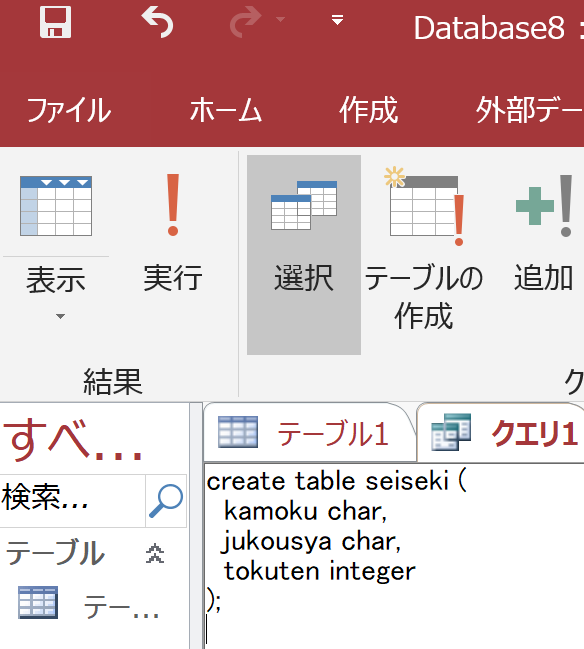 Database8 :
ファイル
ホーム
作成
外部デー
表示
実行
選択
テーブルの
作成
追加
結果
ク
すべ...
検索...
テーブル
テー...
テーブル1
クエリ1
create table seiseki (
  kamoku char,
  jukousya char,
  tokuten integer
);